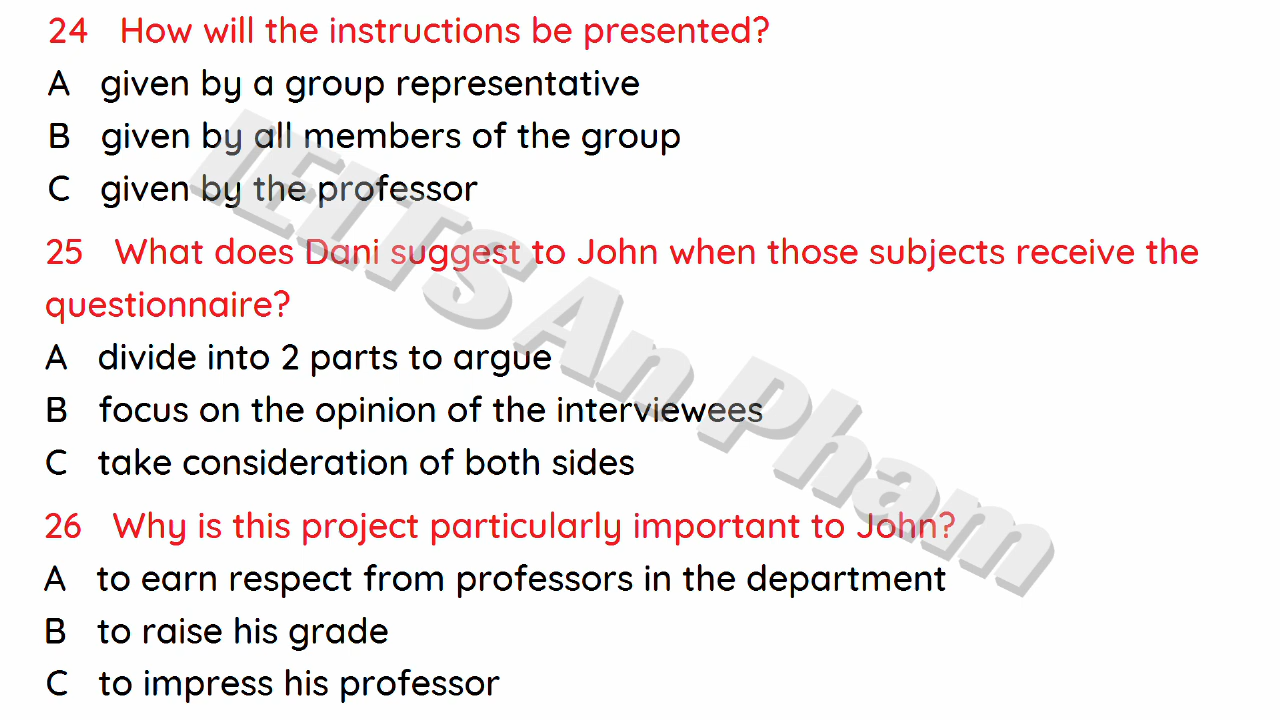 24 How will the instructions be presented?
A given by a group representative
B given by all members of the group
C given by the professor
25 What does Dani suggest to John when those subjects receive the
questionnaire?
A divide into 2 parts to argue
B focus on the opinion of the interviewees
C take consideration of both sides
26 Why is this project particularly important to John?
A to earn respect from professors in the department
B to raise his grade
C to impress his professor
IELTS An Pham